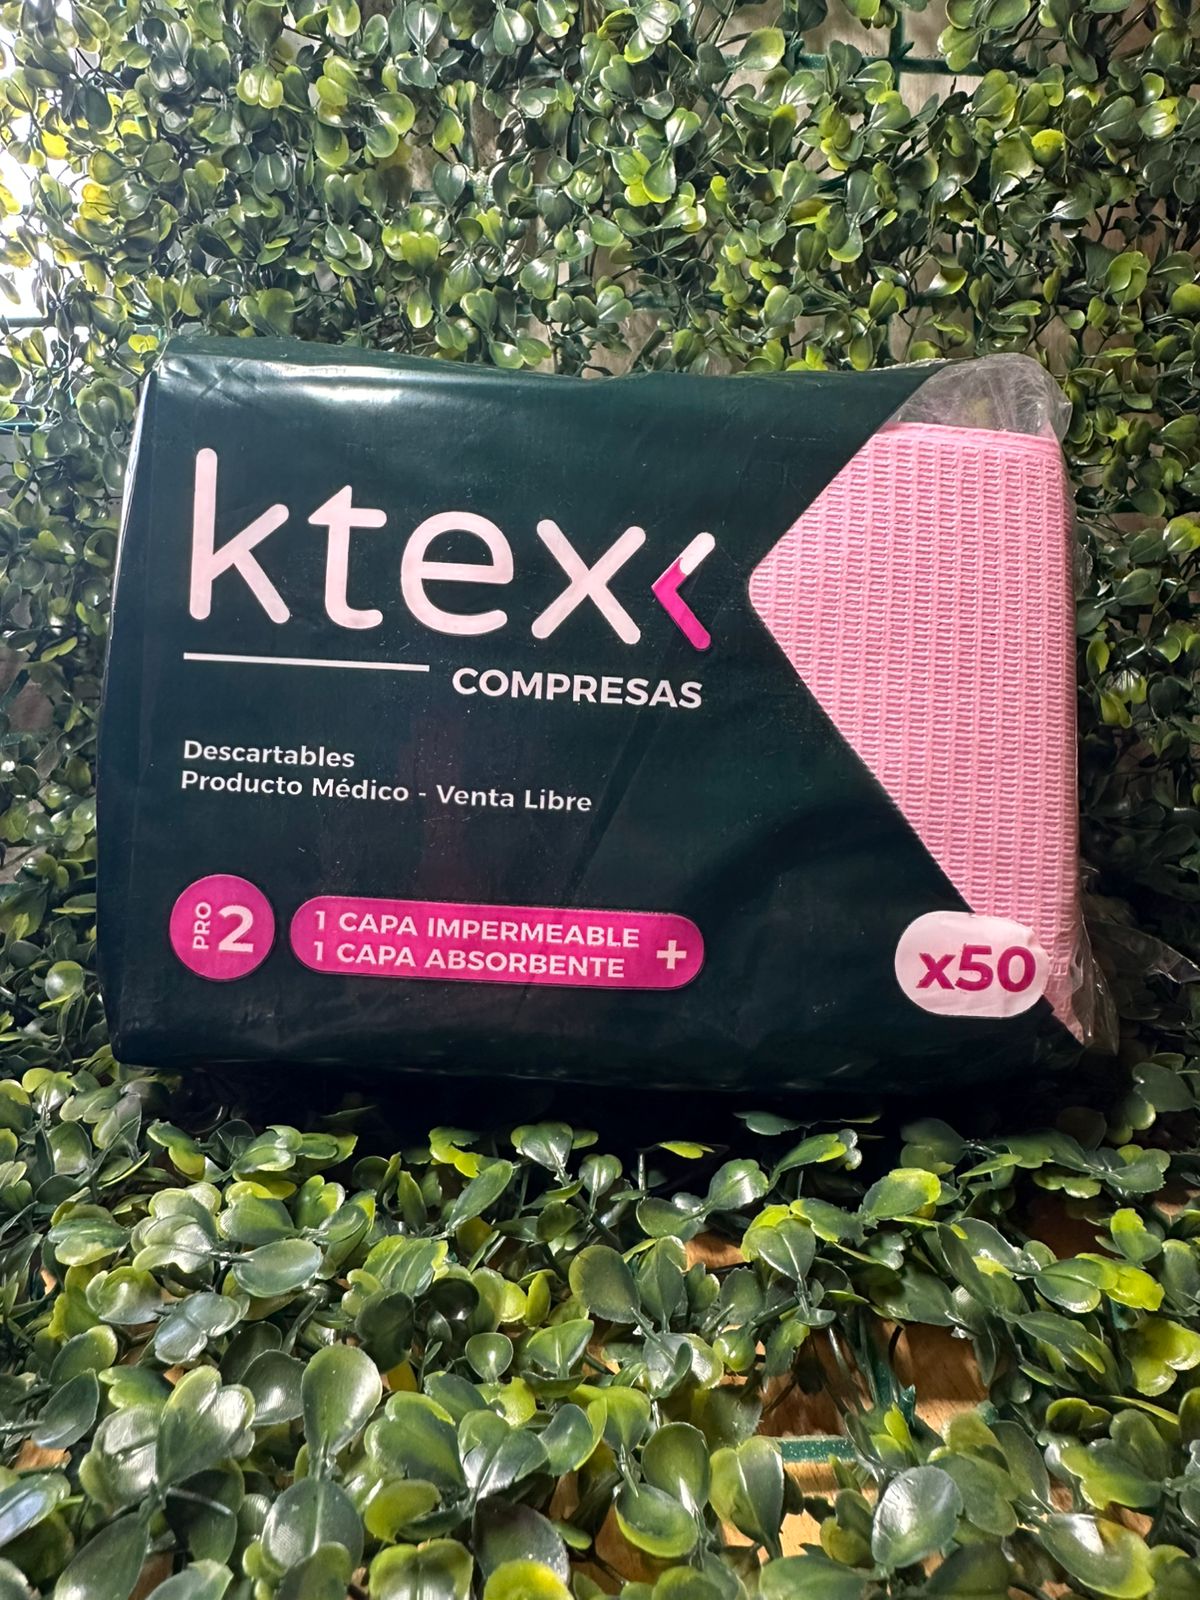 ktex
COMPRESAS
Descartables
Producto Médico - Venta Libre
PRO 2
1 CAPA IMPERMEABLE
1 CAPA ABSORBENTE +
x50